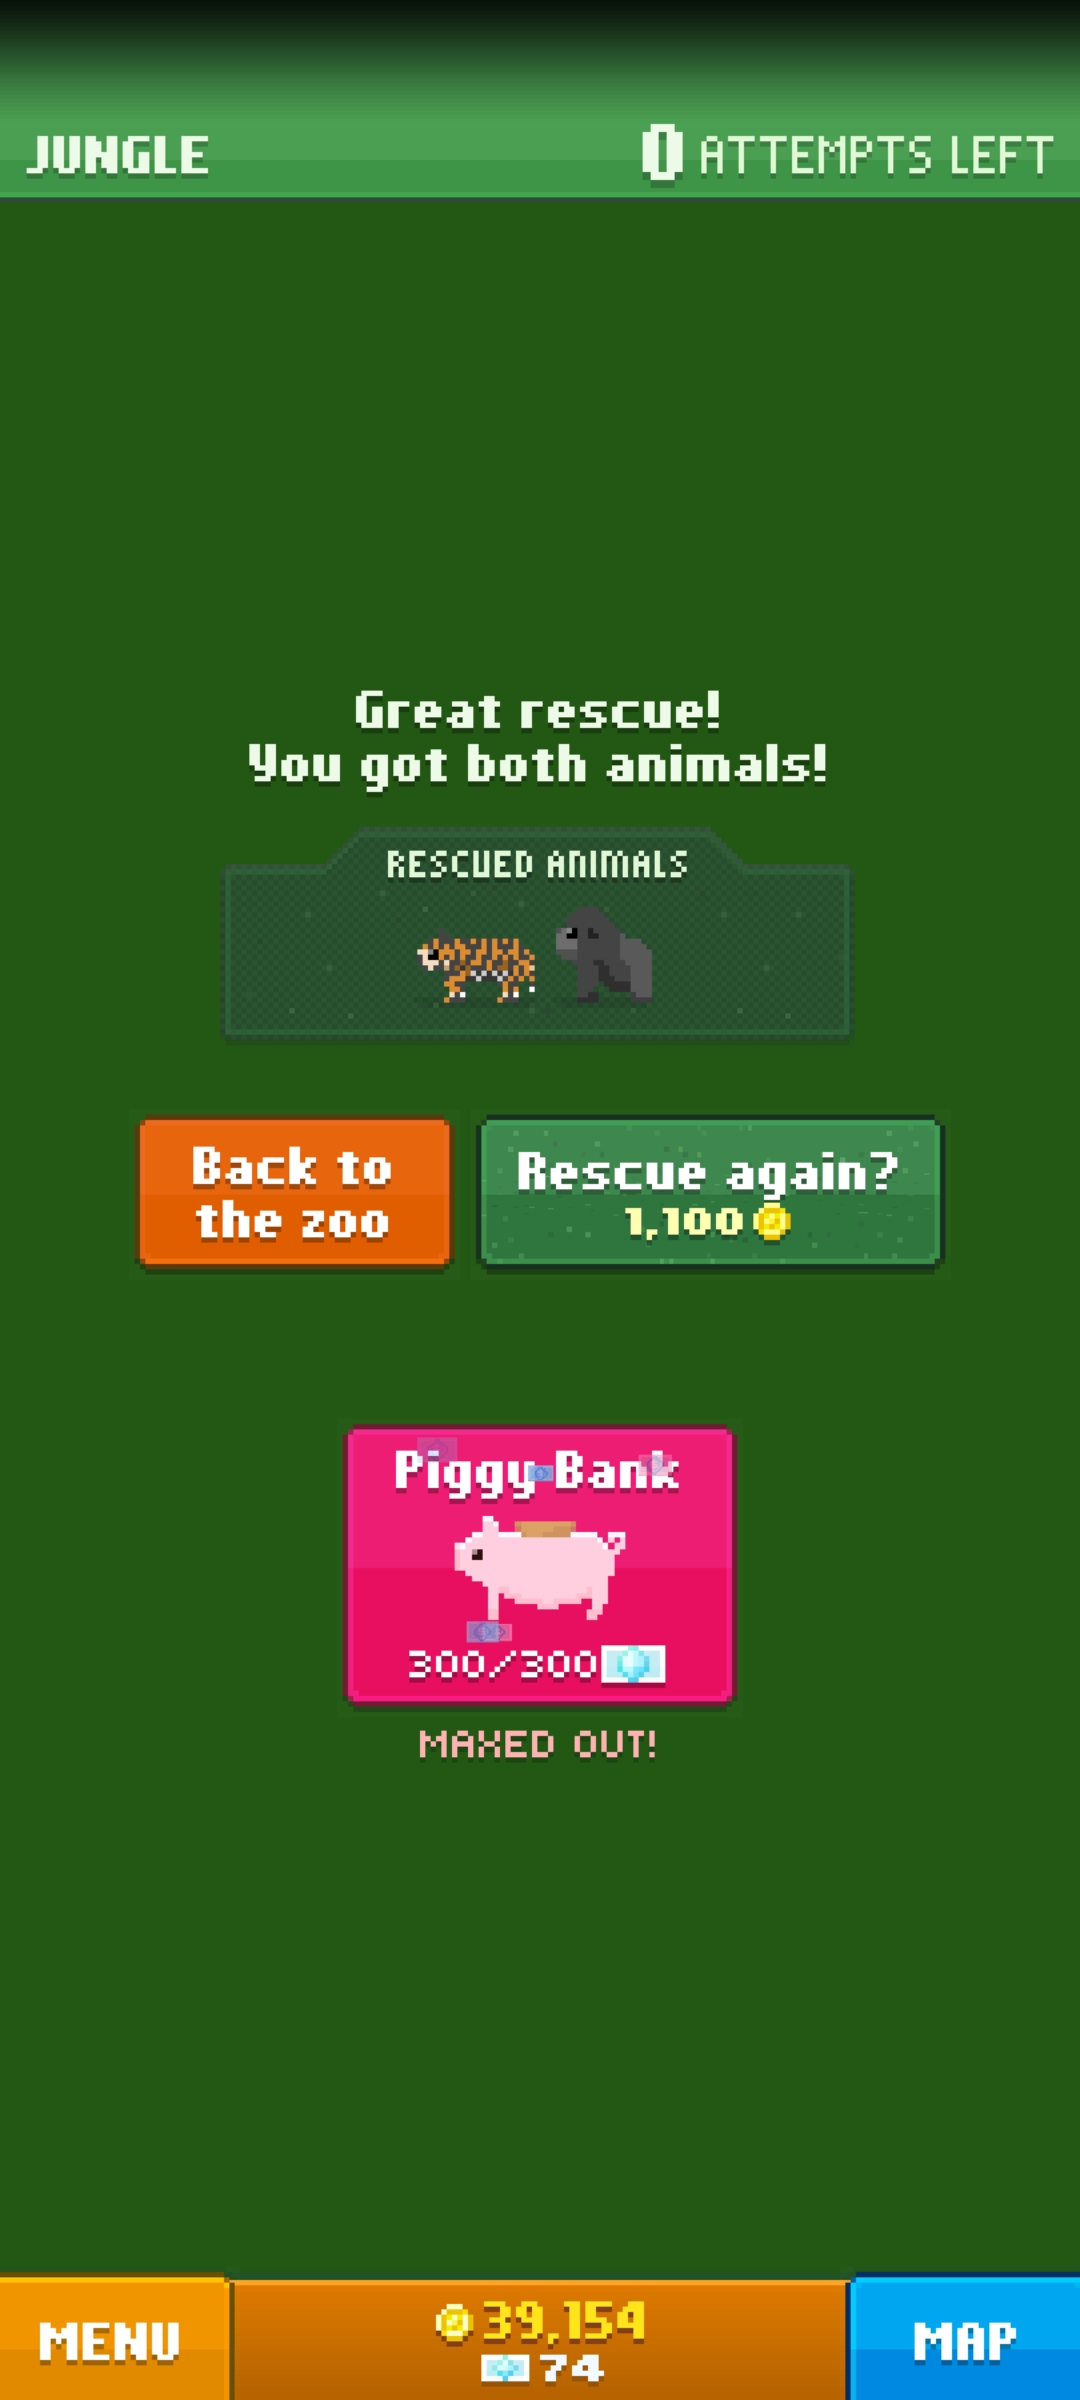 JUNGLE
0 ATTEMPTS LEFT
Great rescue!
You got both animals!
RESCUED ANIMALS
Back to
the zoo
Rescue again?
1,100
Piggy Bank
300/300
MAXED OUT!
MENU
39,154
74
MAP